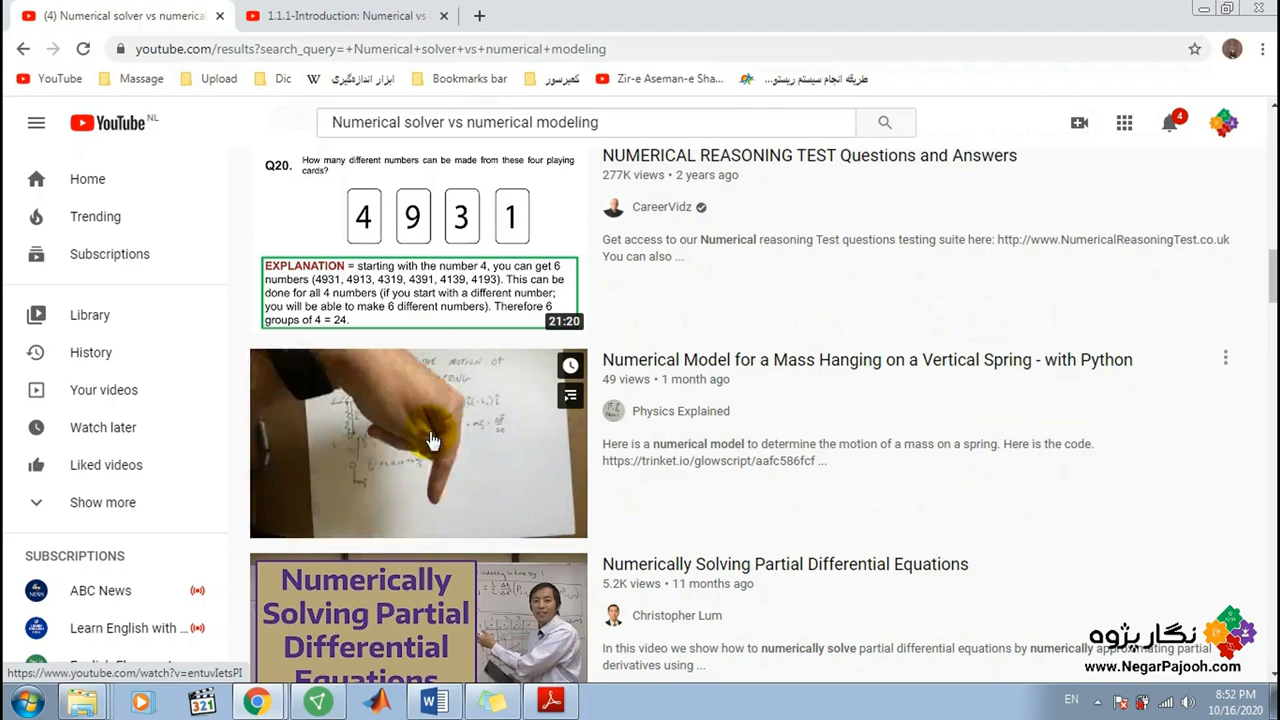 (4) Numerical solver vs numerical
1.1.1-Introduction: Numerical vs
youtube.com/results?search_query=+Numerical+solver+vs+numerical+modeling
YouTube
Massage
Upload
Dic
ابزار اندازه‌گیری
Bookmarks bar
کمپرسور
Zir-e Aseman-e Sha...
طریقه انجام سیستم ریستو...
YouTube NL
Numerical solver vs numerical modeling
4
Home
Trending
Subscriptions
Library
History
Your videos
Watch later
Liked videos
Show more
SUBSCRIPTIONS
ABC News
Learn English with ...
Q20. How many different numbers can be made from these four playing
cards?
4 9 3 1
EXPLANATION = starting with the number 4, you can get 6
numbers (4931, 4913, 4319, 4391, 4139, 4193). This can be
done for all 4 numbers (if you start with a different number;
you will be able to make 6 different numbers). Therefore 6
groups of 4 = 24.
21:20
NUMERICAL REASONING TEST Questions and Answers
277K views • 2 years ago
CareerVidz
Get access to our Numerical reasoning Test questions testing suite here: http://www.NumericalReasoningTest.co.uk
You can also ...
Numerical Model for a Mass Hanging on a Vertical Spring - with Python
49 views • 1 month ago
Physics Explained
Here is a numerical model to determine the motion of a mass on a spring. Here is the code.
https://trinket.io/glowscript/aafc586fcf ...
Numerically
Solving Partial
Differential
Equations
Numerically Solving Partial Differential Equations
5.2K views • 11 months ago
Christopher Lum
In this video we show how to numerically solve partial differential equations by numerically approximating partial
derivatives using ...
نگار پژوه
www.NegarPajooh.com
https://www.youtube.com/watch?v=entuvIetsPI
321
EN
8:52 PM
10/16/2020